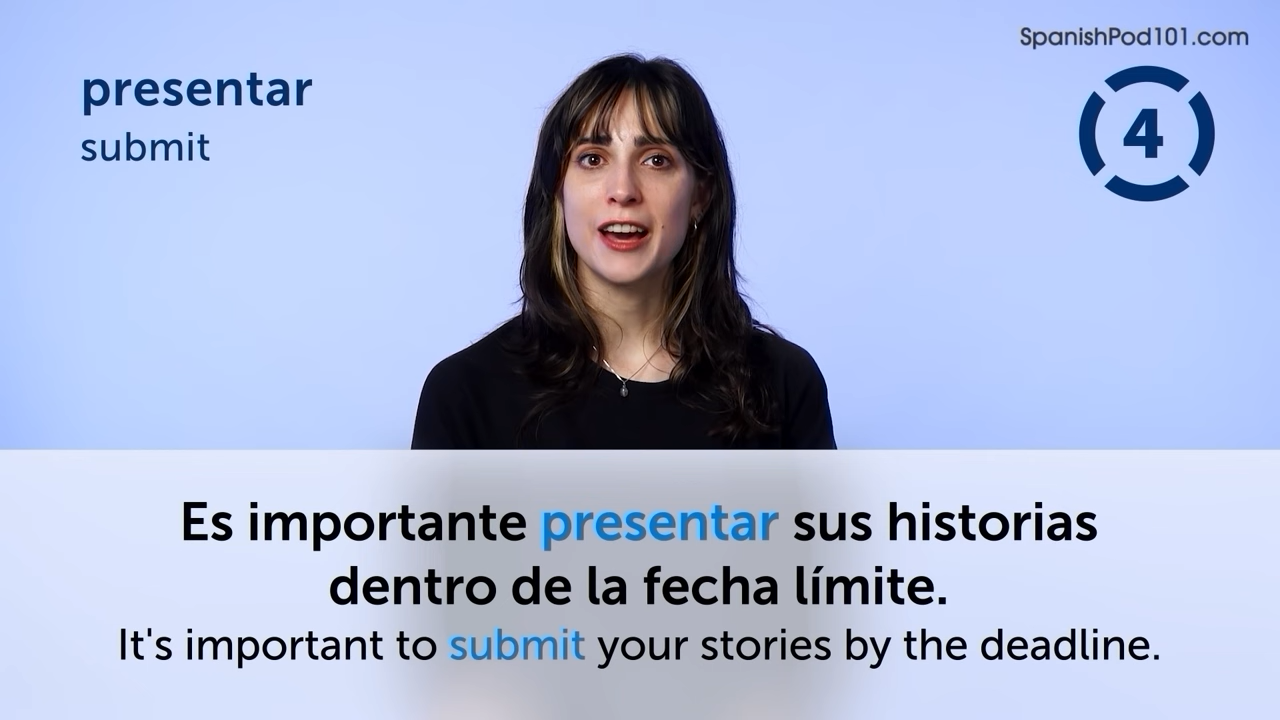 SpanishPod101.com
presentar
submit
4
Es importante presentar sus historias
dentro de la fecha límite.
It's important to submit your stories by the deadline.